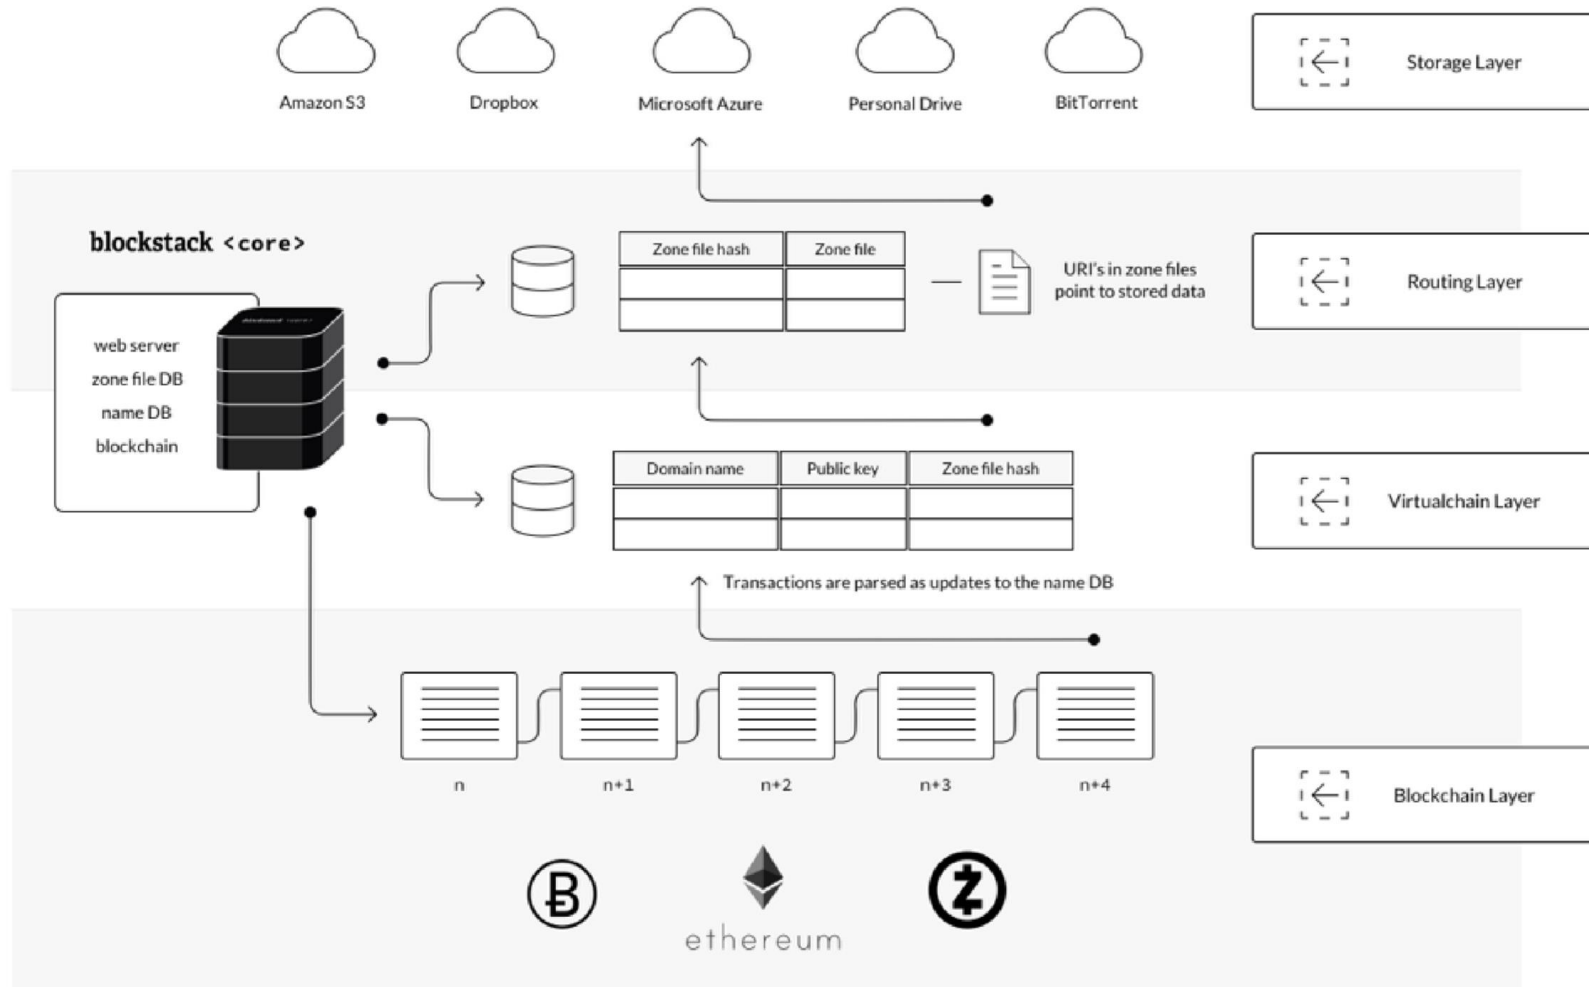 Amazon S3
Dropbox
Microsoft Azure
Personal Drive
BitTorrent
Storage Layer
blockstack <core>
web server
zone file DB
name DB
blockchain
Zone file hash
Zone file
URI's in zone files
point to stored data
Routing Layer
Domain name
Public key
Zone file hash
Virtualchain Layer
Transactions are parsed as updates to the name DB
n
n+1
n+2
n+3
n+4
Blockchain Layer
ethereum